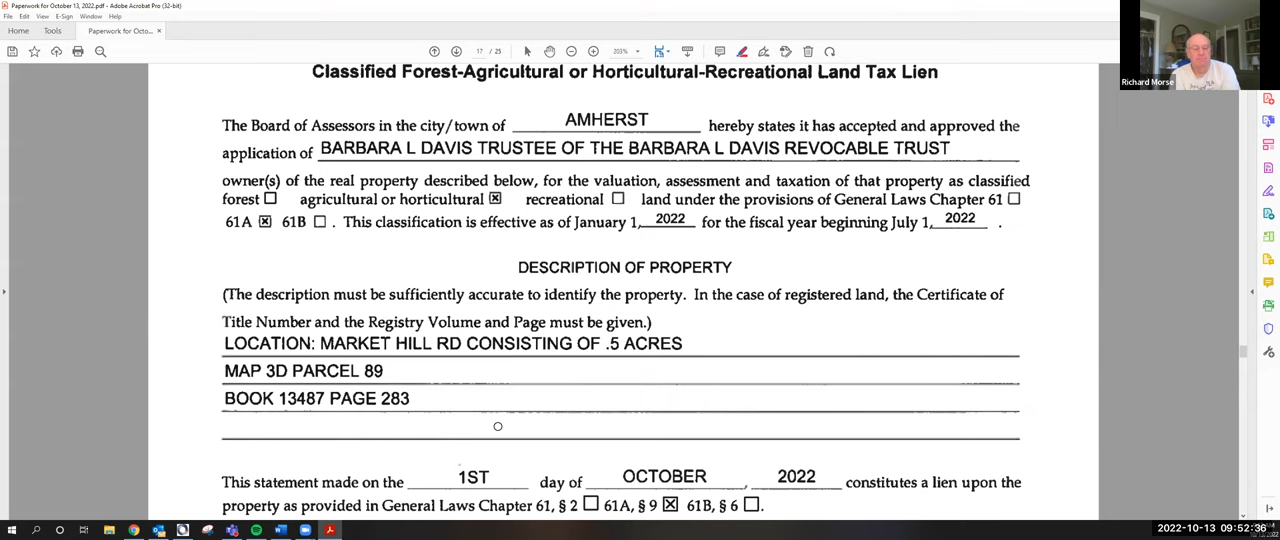 Paperwork for October 13, 2022.pdf - Adobe Acrobat Pro (32-bit)
File Edit View E-Sign Window Help
Home Tools Paperwork for Octo... ×
17 / 25 203%
Richard Morse
Classified Forest-Agricultural or Horticultural-Recreational Land Tax Lien
The Board of Assessors in the city/town of AMHERST hereby states it has accepted and approved the
application of BARBARA L DAVIS TRUSTEE OF THE BARBARA L DAVIS REVOCABLE TRUST
owner(s) of the real property described below, for the valuation, assessment and taxation of that property as classified
forest ☐ agricultural or horticultural ☒ recreational ☐ land under the provisions of General Laws Chapter 61 ☐
61A ☒ 61B ☐ . This classification is effective as of January 1, 2022 for the fiscal year beginning July 1, 2022 .
DESCRIPTION OF PROPERTY
(The description must be sufficiently accurate to identify the property. In the case of registered land, the Certificate of
Title Number and the Registry Volume and Page must be given.)
LOCATION: MARKET HILL RD CONSISTING OF .5 ACRES
MAP 3D PARCEL 89
BOOK 13487 PAGE 283
This statement made on the 1ST day of OCTOBER, 2022 constitutes a lien upon the
property as provided in General Laws Chapter 61, § 2 ☐ 61A, § 9 ☒ 61B, § 6 ☐.
2022-10-13 09:52:36